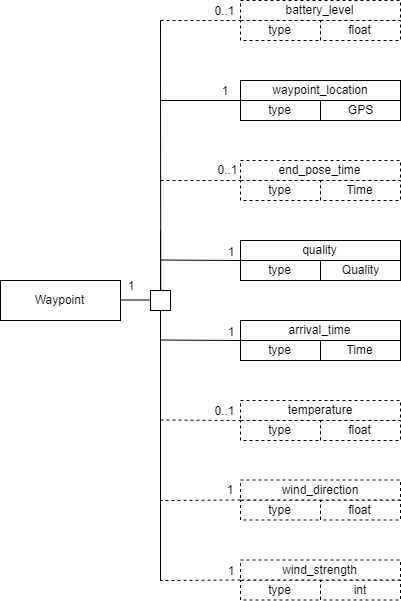 0..1 battery_level
type float
1 waypoint_location
type GPS
0..1 end_pose_time
type Time
1 quality
type Quality
Waypoint 1
1 arrival_time
type Time
0..1 temperature
type float
1 wind_direction
type float
1 wind_strength
type int